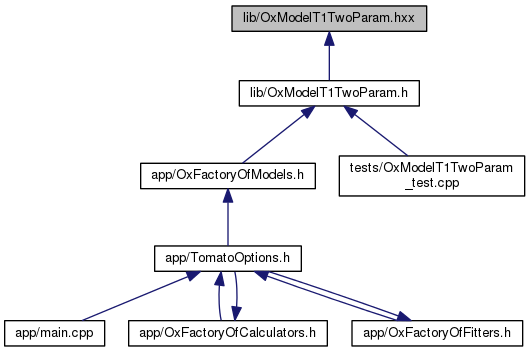 lib/OxModelT1TwoParam.hxx
lib/OxModelT1TwoParam.h
app/OxFactoryOfModels.h
tests/OxModelT1TwoParam
_test.cpp
app/TomatoOptions.h
app/main.cpp
app/OxFactoryOfCalculators.h
app/OxFactoryOfFitters.h